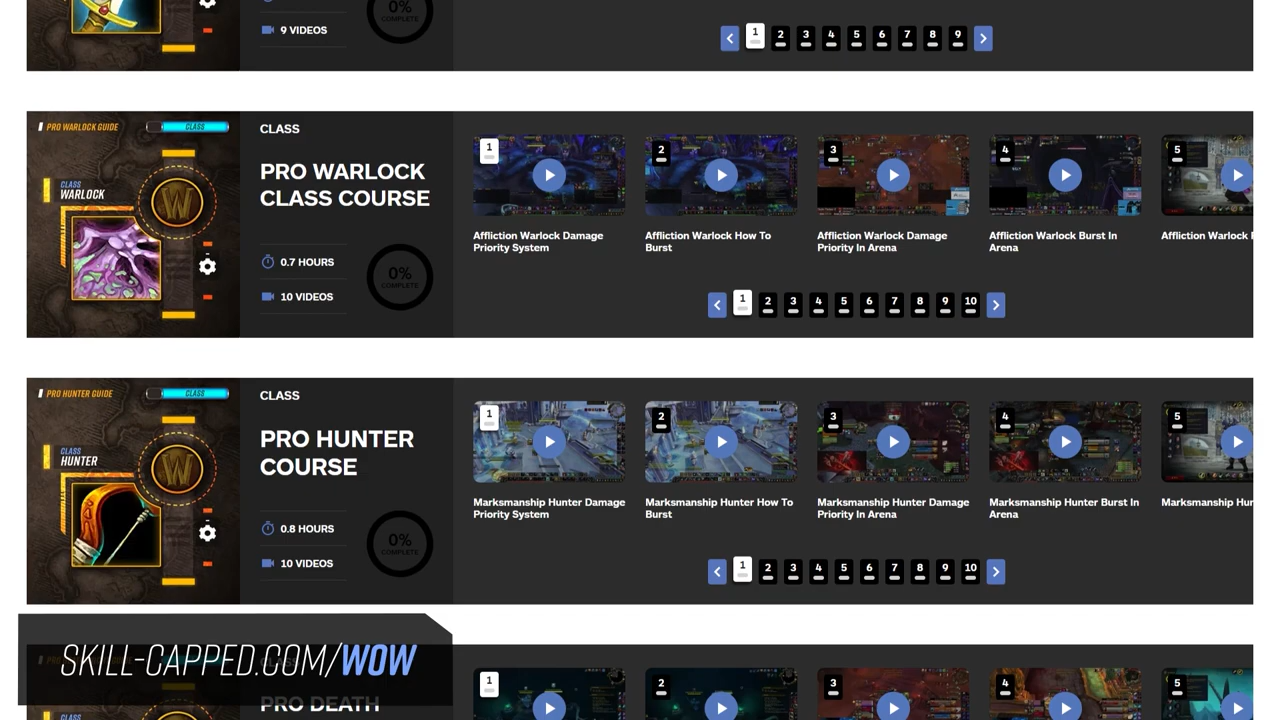 0%
COMPLETE
9 VIDEOS
1 2 3 4 5 6 7 8 9
PRO WARLOCK GUIDE
CLASS
CLASS
WARLOCK
W
CLASS
PRO WARLOCK
CLASS COURSE
0.7 HOURS
10 VIDEOS
0%
COMPLETE
1
2
3
4
5
Affliction Warlock Damage
Priority System
Affliction Warlock How To
Burst
Affliction Warlock Damage
Priority In Arena
Affliction Warlock Burst In
Arena
Affliction Warlock
1 2 3 4 5 6 7 8 9 10
PRO HUNTER GUIDE
CLASS
CLASS
HUNTER
W
CLASS
PRO HUNTER
COURSE
0.8 HOURS
10 VIDEOS
0%
COMPLETE
1
2
3
4
5
Marksmanship Hunter Damage
Priority System
Marksmanship Hunter How To
Burst
Marksmanship Hunter Damage
Priority In Arena
Marksmanship Hunter Burst In
Arena
Marksmanship Hun
1 2 3 4 5 6 7 8 9 10
SKILL-CAPPED.COM/WOW
PRO DEATH
CLASS
1
2
3
4
5